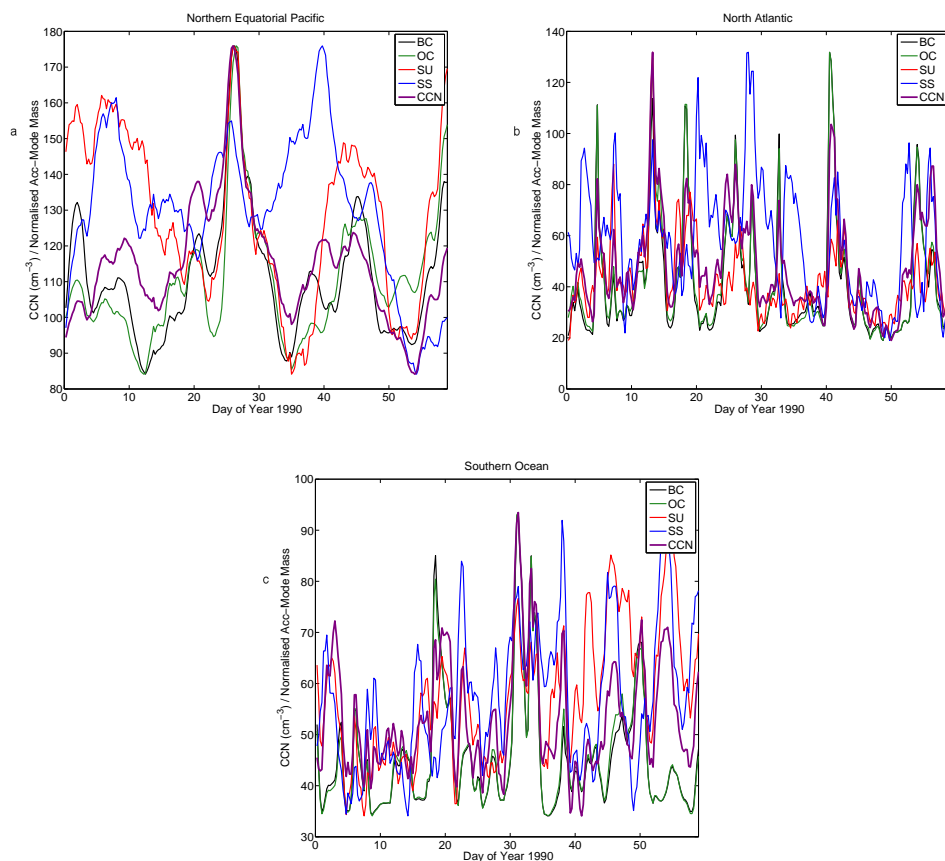 Northern Equatorial Pacific
a
CCN (cm⁻³) / Normalised Acc−Mode Mass
180
170
160
150
140
130
120
110
100
90
80
0 10 20 30 40 50
Day of Year 1990
BC
OC
SU
SS
CCN
North Atlantic
b
CCN (cm⁻³) / Normalised Acc−Mode Mass
140
120
100
80
60
40
20
0
0 10 20 30 40 50
Day of Year 1990
BC
OC
SU
SS
CCN
Southern Ocean
c
CCN (cm⁻³) / Normalised Acc−Mode Mass
100
90
80
70
60
50
40
30
0 10 20 30 40 50
Day of Year 1990
BC
OC
SU
SS
CCN